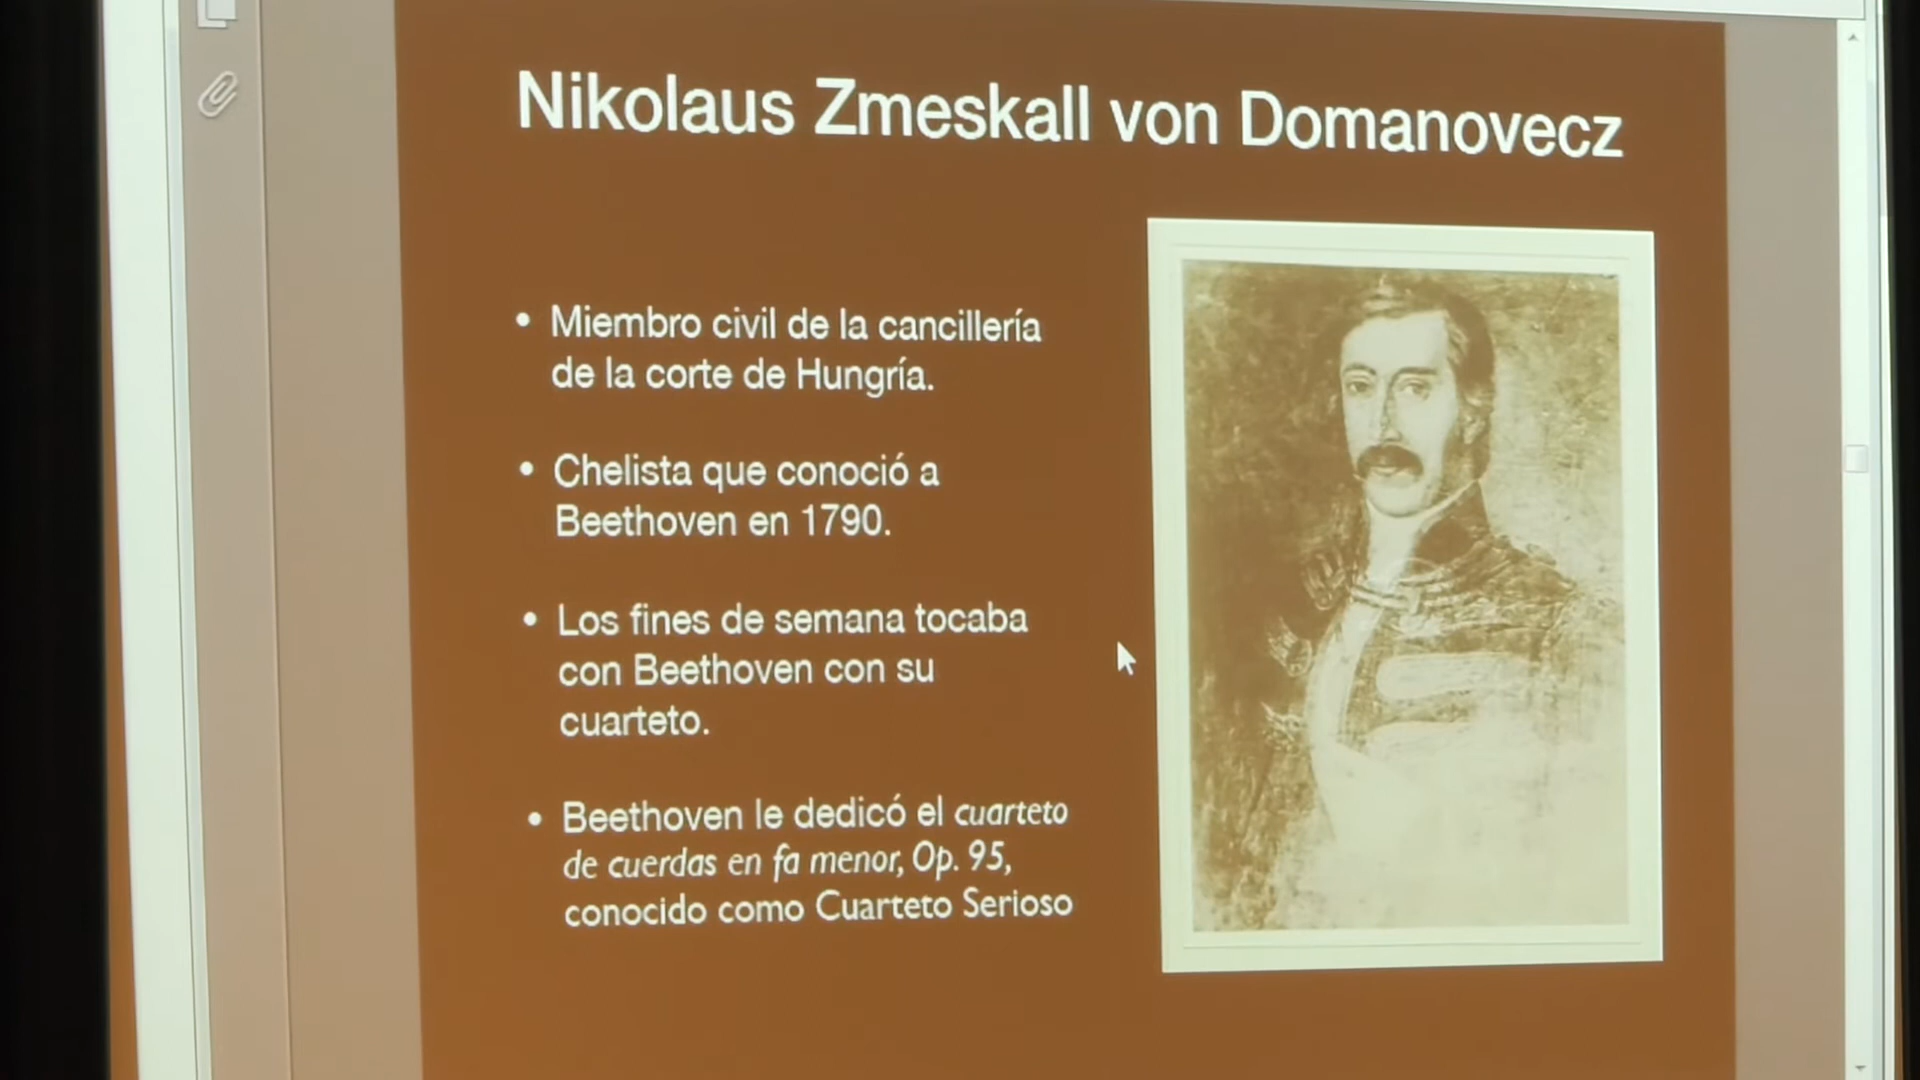 Nikolaus Zmeskall von Domanovecz
• Miembro civil de la cancillería
de la corte de Hungría.
• Chelista que conoció a
Beethoven en 1790.
• Los fines de semana tocaba
con Beethoven con su
cuarteto.
• Beethoven le dedicó el cuarteto
de cuerdas en fa menor, Op. 95,
conocido como Cuarteto Serioso